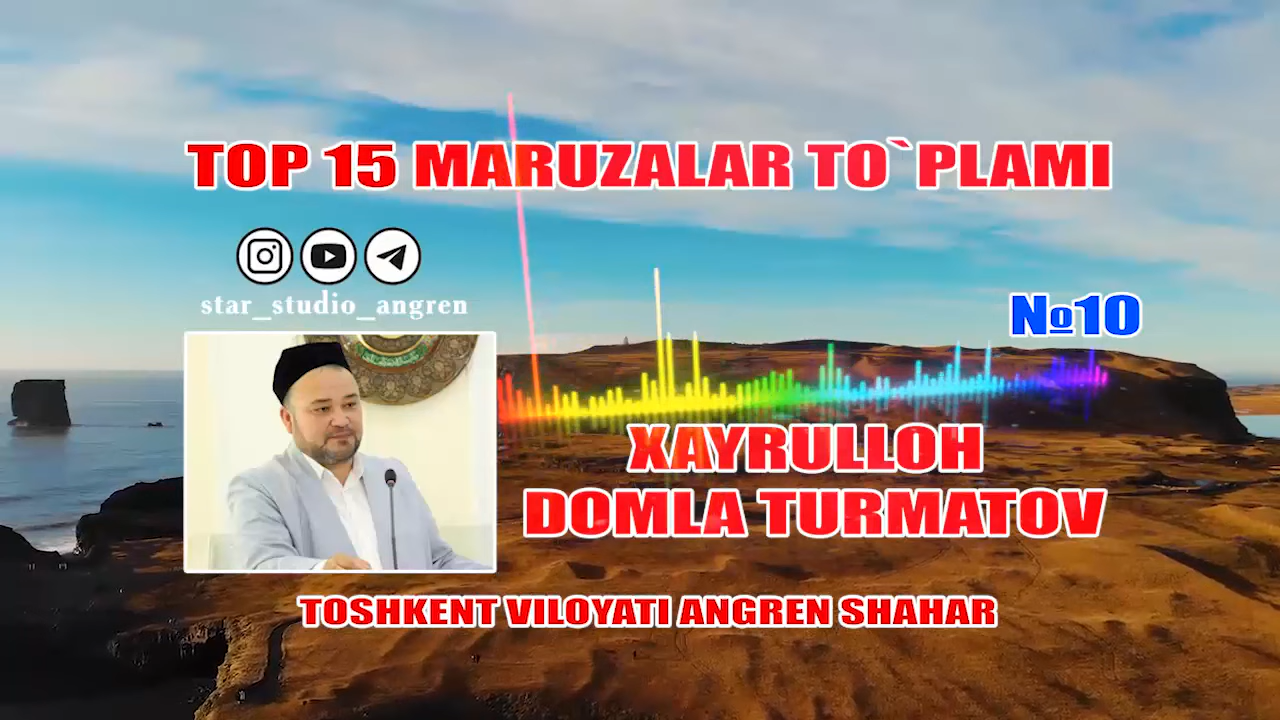 TOP 15 MARUZALAR TO`PLAMI
star_studio_angren
№10
XAYRULLOH
DOMLA TURMATOV
TOSHKENT VILOYATI ANGREN SHAHAR